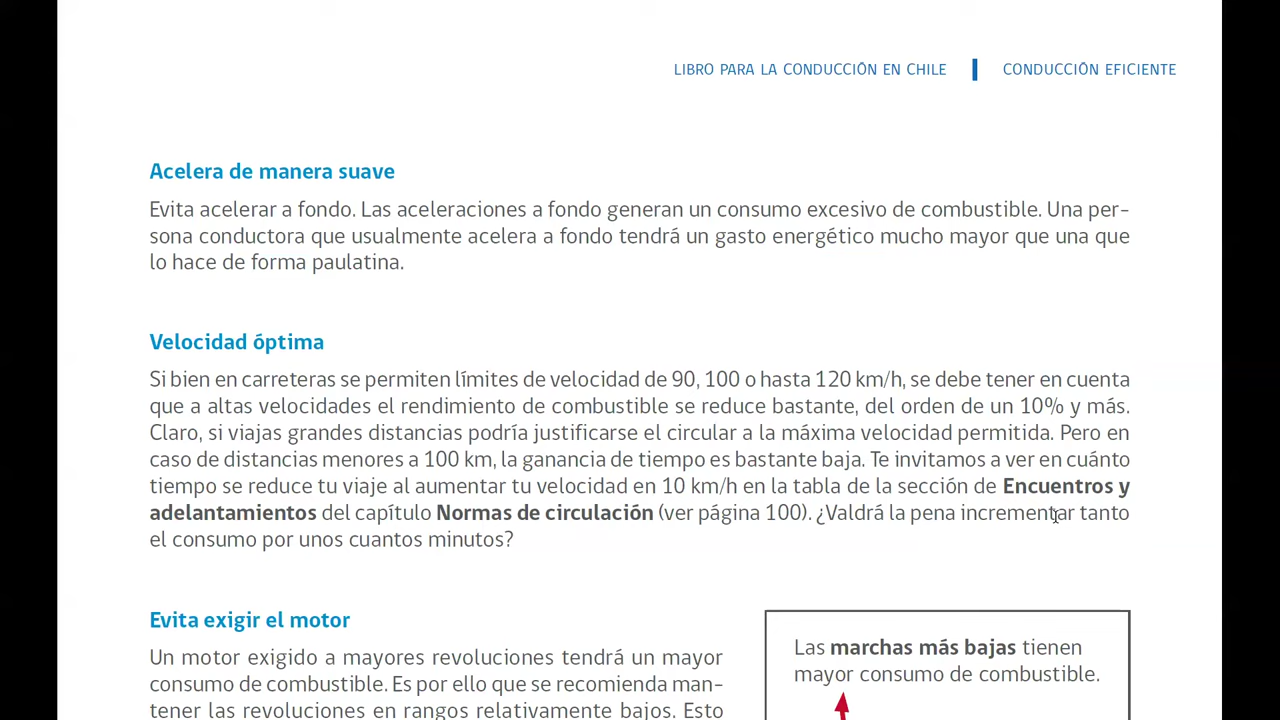 LIBRO PARA LA CONDUCCIÓN EN CHILE CONDUCCIÓN EFICIENTE
Acelera de manera suave
Evita acelerar a fondo. Las aceleraciones a fondo generan un consumo excesivo de combustible. Una per-
sona conductora que usualmente acelera a fondo tendrá un gasto energético mucho mayor que una que
lo hace de forma paulatina.
Velocidad óptima
Si bien en carreteras se permiten límites de velocidad de 90, 100 o hasta 120 km/h, se debe tener en cuenta
que a altas velocidades el rendimiento de combustible se reduce bastante, del orden de un 10% y más.
Claro, si viajas grandes distancias podría justificarse el circular a la máxima velocidad permitida. Pero en
caso de distancias menores a 100 km, la ganancia de tiempo es bastante baja. Te invitamos a ver en cuánto
tiempo se reduce tu viaje al aumentar tu velocidad en 10 km/h en la tabla de la sección de Encuentros y
adelantamientos del capítulo Normas de circulación (ver página 100). ¿Valdrá la pena incrementar tanto
el consumo por unos cuantos minutos?
Evita exigir el motor
Un motor exigido a mayores revoluciones tendrá un mayor
consumo de combustible. Es por ello que se recomienda man-
tener las revoluciones en rangos relativamente bajos. Esto
Las marchas más bajas tienen
mayor consumo de combustible.